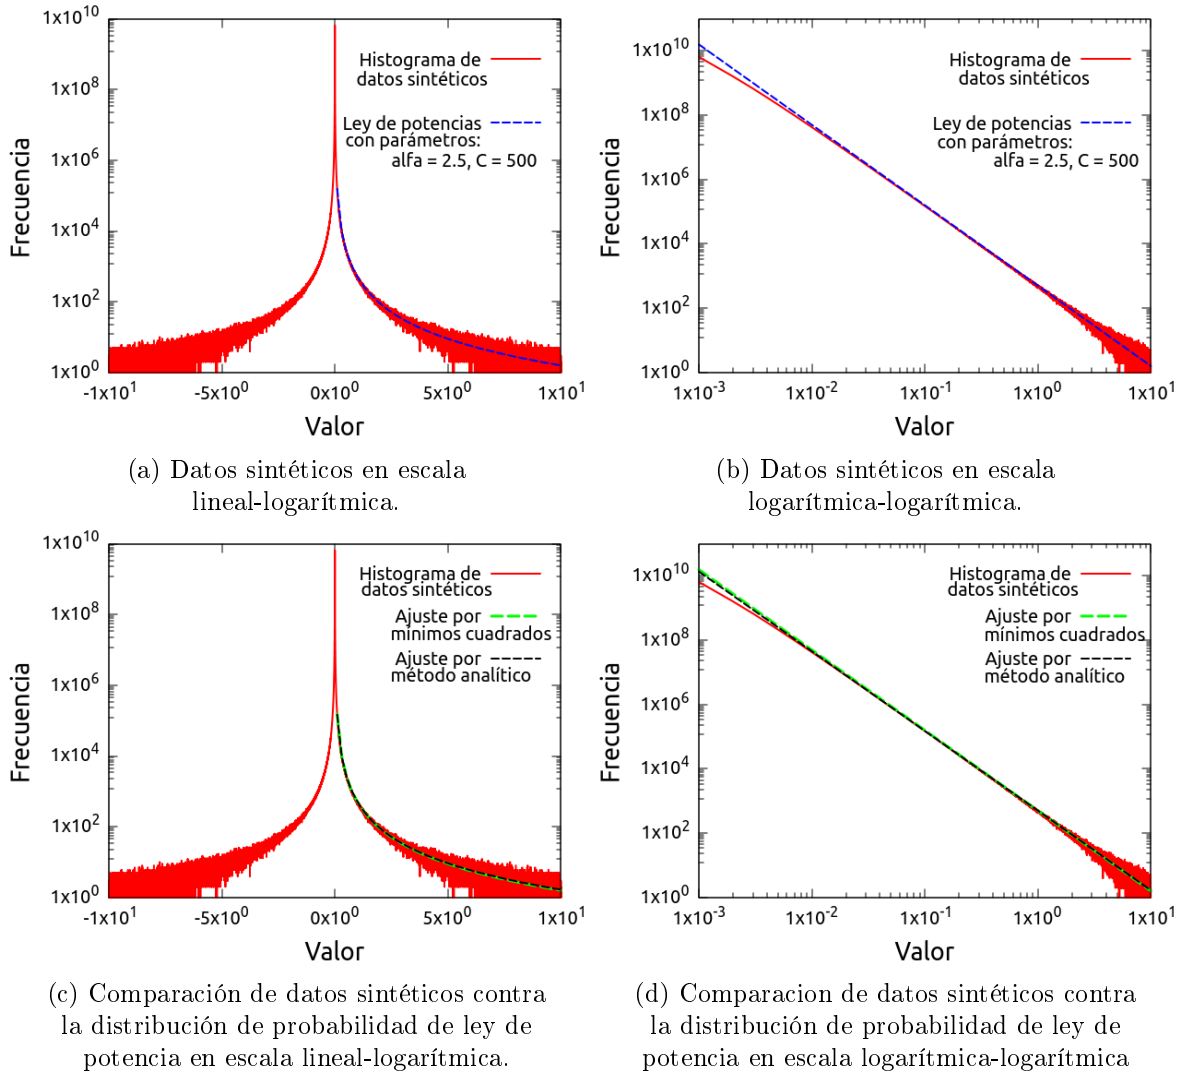 1x10^10
1x10^8
1x10^6
1x10^4
1x10^2
1x10^0
Frecuencia
Histograma de
datos sintéticos
Ley de potencias
con parámetros:
alfa = 2.5, C = 500
-1x10^1
-5x10^0
0x10^0
5x10^0
1x10^1
Valor
(a) Datos sintéticos en escala
lineal-logarítmica.
1x10^10
1x10^8
1x10^6
1x10^4
1x10^2
1x10^0
Frecuencia
Histograma de
datos sintéticos
Ley de potencias
con parámetros:
alfa = 2.5, C = 500
1x10^-3
1x10^-2
1x10^-1
1x10^0
1x10^1
Valor
(b) Datos sintéticos en escala
logarítmica-logarítmica.
1x10^10
1x10^8
1x10^6
1x10^4
1x10^2
1x10^0
Frecuencia
Histograma de
datos sintéticos
Ajuste por
mínimos cuadrados
Ajuste por
método analítico
-1x10^1
-5x10^0
0x10^0
5x10^0
1x10^1
Valor
(c) Comparación de datos sintéticos contra
la distribución de probabilidad de ley de
potencia en escala lineal-logarítmica.
1x10^10
1x10^8
1x10^6
1x10^4
1x10^2
1x10^0
Frecuencia
Histograma de
datos sintéticos
Ajuste por
mínimos cuadrados
Ajuste por
método analítico
1x10^-3
1x10^-2
1x10^-1
1x10^0
1x10^1
Valor
(d) Comparacion de datos sintéticos contra
la distribución de probabilidad de ley de
potencia en escala logarítmica-logarítmica